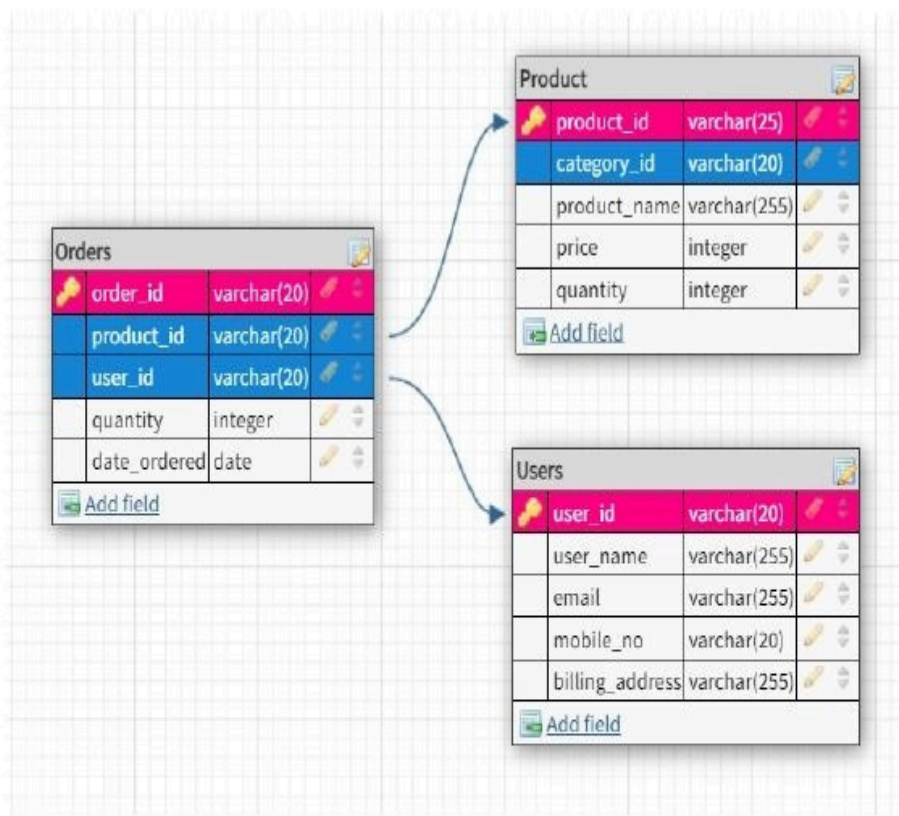 Product
product_id varchar(25)
category_id varchar(20)
product_name varchar(255)
price integer
quantity integer
Add field
Orders
order_id varchar(20)
product_id varchar(20)
user_id varchar(20)
quantity integer
date_ordered date
Add field
Users
user_id varchar(20)
user_name varchar(255)
email varchar(255)
mobile_no varchar(20)
billing_address varchar(255)
Add field